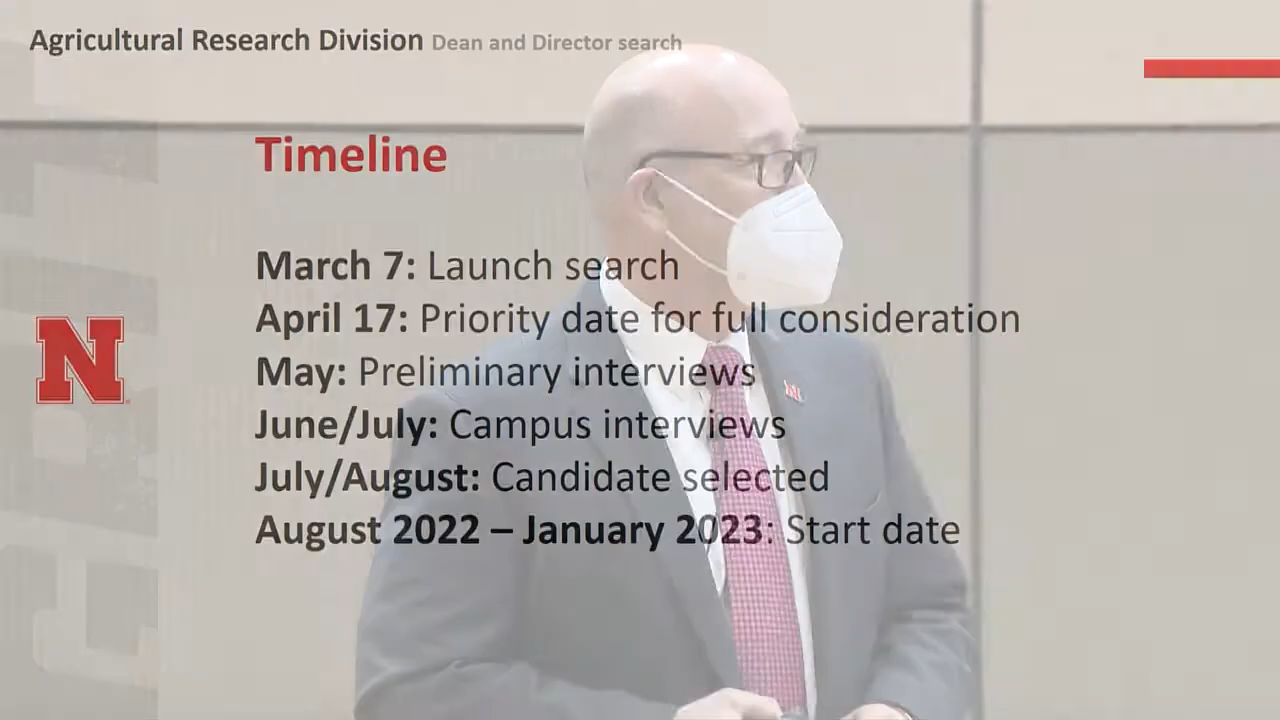 Agricultural Research Division Dean and Director search
Timeline
March 7: Launch search
April 17: Priority date for full consideration
N
May: Preliminary interviews
June/July: Campus interviews
July/August: Candidate selected
August 2022 – January 2023: Start date